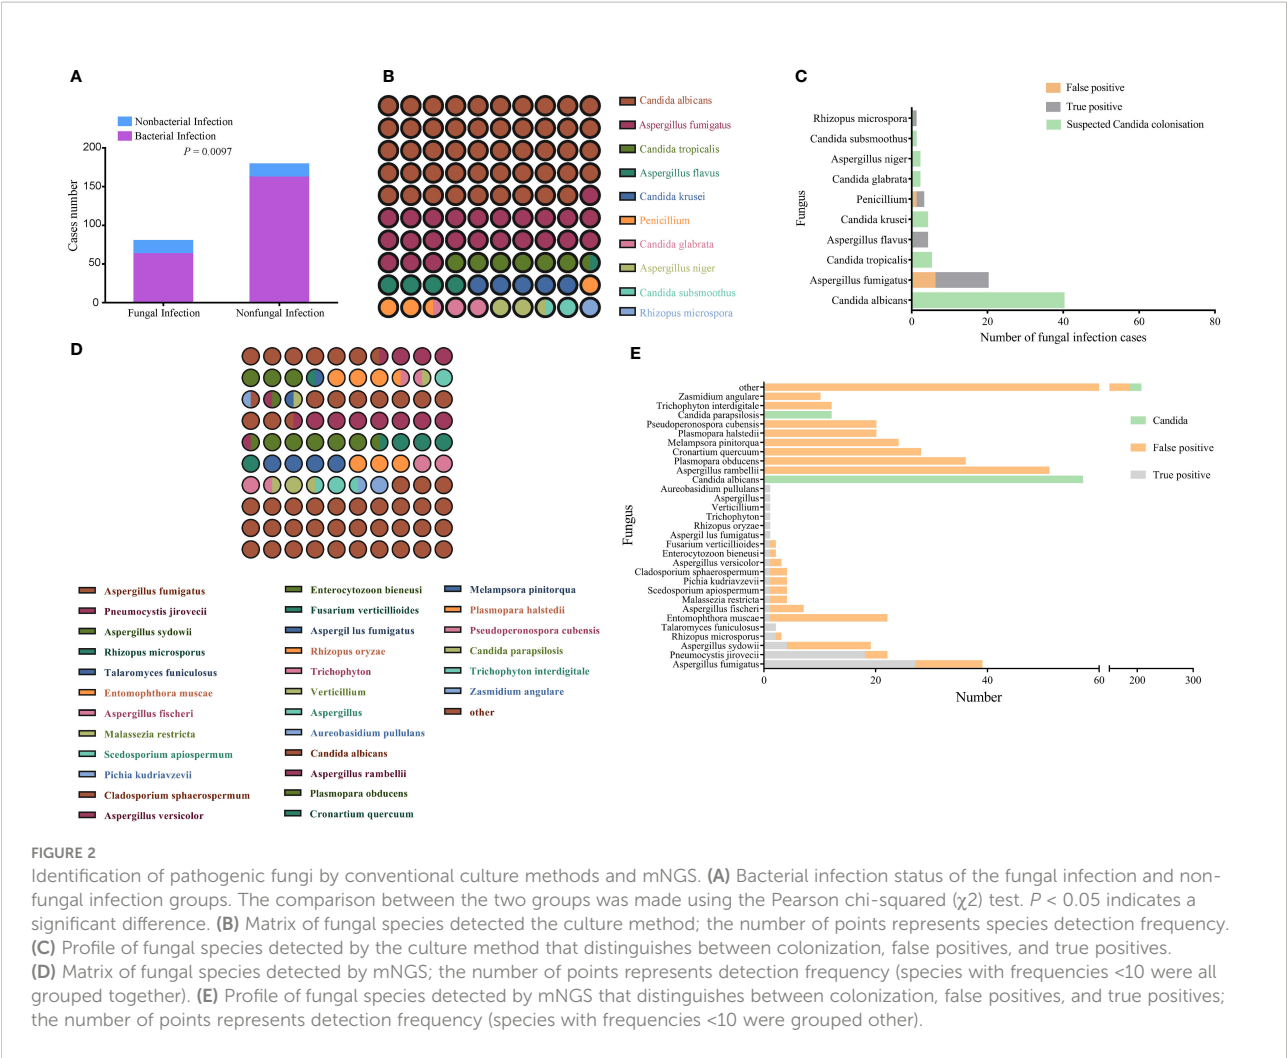 A
Nonbacterial Infection
Bacterial Infection
P = 0.0097
Cases number
200
150
100
50
0
Fungal Infection
Nonfungal Infection
B
Candida albicans
Aspergillus fumigatus
Candida tropicalis
Aspergillus flavus
Candida krusei
Penicillium
Candida glabrata
Aspergillus niger
Candida subsmoothus
Rhizopus microspora
C
False positive
True positive
Suspected Candida colonisation
Fungus
Rhizopus microspora
Candida subsmoothus
Aspergillus niger
Candida glabrata
Penicillium
Candida krusei
Aspergillus flavus
Candida tropicalis
Aspergillus fumigatus
Candida albicans
0 20 40 60 80
Number of fungal infection cases
D
Aspergillus fumigatus
Pneumocystis jirovecii
Aspergillus sydowii
Rhizopus microsporus
Talaromyces funiculosus
Entomophthora muscae
Aspergillus fischeri
Malassezia restricta
Scedosporium apiospermum
Pichia kudriavzevii
Cladosporium sphaerospermum
Aspergillus versicolor
Enterocytozoon bieneusi
Fusarium verticillioides
Aspergil lus fumigatus
Rhizopus oryzae
Trichophyton
Verticillium
Aspergillus
Aureobasidium pullulans
Candida albicans
Aspergillus rambellii
Plasmopara obducens
Cronartium quercuum
Melampsora pinitorqua
Plasmopara halstedii
Pseudoperonospora cubensis
Candida parapsilosis
Trichophyton interdigitale
Zasmidium angulare
other
E
Fungus
other
Zasmidium angulare
Trichophyton interdigitale
Candida parapsilosis
Pseudoperonospora cubensis
Plasmopara halstedii
Melampsora pinitorqua
Cronartium quercuum
Plasmopara obducens
Aspergillus rambellii
Candida albicans
Aureobasidium pullulans
Aspergillus
Verticillium
Trichophyton
Rhizopus oryzae
Aspergil lus fumigatus
Fusarium verticillioides
Enterocytozoon bieneusi
Aspergillus versicolor
Cladosporium sphaerospermum
Pichia kudriavzevii
Scedosporium apiospermum
Malassezia restricta
Aspergillus fischeri
Entomophthora muscae
Talaromyces funiculosus
Rhizopus microsporus
Aspergillus sydowii
Pneumocystis jirovecii
Aspergillus fumigatus
0 20 40 60 200 300
Number
Candida
False positive
True positive
FIGURE 2
Identification of pathogenic fungi by conventional culture methods and mNGS. (A) Bacterial infection status of the fungal infection and non-
fungal infection groups. The comparison between the two groups was made using the Pearson chi-squared (χ2) test. P < 0.05 indicates a
significant difference. (B) Matrix of fungal species detected the culture method; the number of points represents species detection frequency.
(C) Profile of fungal species detected by the culture method that distinguishes between colonization, false positives, and true positives.
(D) Matrix of fungal species detected by mNGS; the number of points represents detection frequency (species with frequencies <10 were all
grouped together). (E) Profile of fungal species detected by mNGS that distinguishes between colonization, false positives, and true positives;
the number of points represents detection frequency (species with frequencies <10 were grouped other).